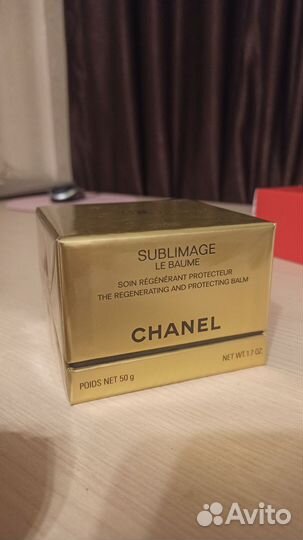 SUBLIMAGE
LE BAUME
SOIN RÉGÉNÉRANT PROTECTEUR
THE REGENERATING AND PROTECTING BALM
CHANEL
POIDS NET 50 g
NET WT. 1.7 OZ.
Avito